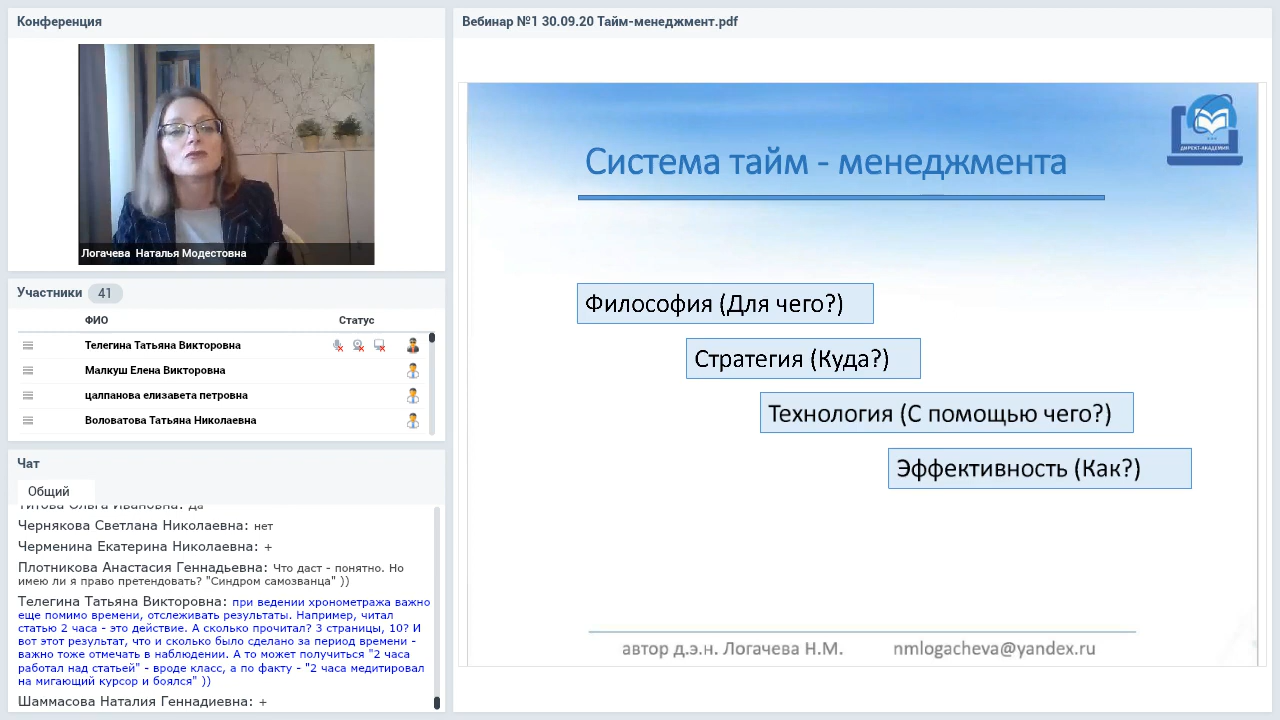 Конференция
Логачева Наталья Модестовна
Участники 41
ФИО Статус
Телегина Татьяна Викторовна
Малкуш Елена Викторовна
цалпанова елизавета петровна
Воловатова Татьяна Николаевна
Чат
Общий
Титова Ольга Ивановна: да
Чернякова Светлана Николаевна: нет
Черменина Екатерина Николаевна: +
Плотникова Анастасия Геннадьевна: Что даст - понятно. Но
имею ли я право претендовать? "Синдром самозванца" ))
Телегина Татьяна Викторовна: при ведении хронометража важно
еще помимо времени, отслеживать результаты. Например, читал
статью 2 часа - это действие. А сколько прочитал? 3 страницы, 10? И
вот этот результат, что и сколько было сделано за период времени -
важно тоже отмечать в наблюдении. А то может получиться "2 часа
работал над статьей" - вроде класс, а по факту - "2 часа медитировал
на мигающий курсор и боялся" ))
Шаммасова Наталия Геннадиевна: +
Вебинар №1 30.09.20 Тайм-менеджмент.pdf
ДИРЕКТ-АКАДЕМИЯ
Система тайм - менеджмента
Философия (Для чего?)
Стратегия (Куда?)
Технология (С помощью чего?)
Эффективность (Как?)
автор д.э.н. Логачева Н.М. nmlogacheva@yandex.ru